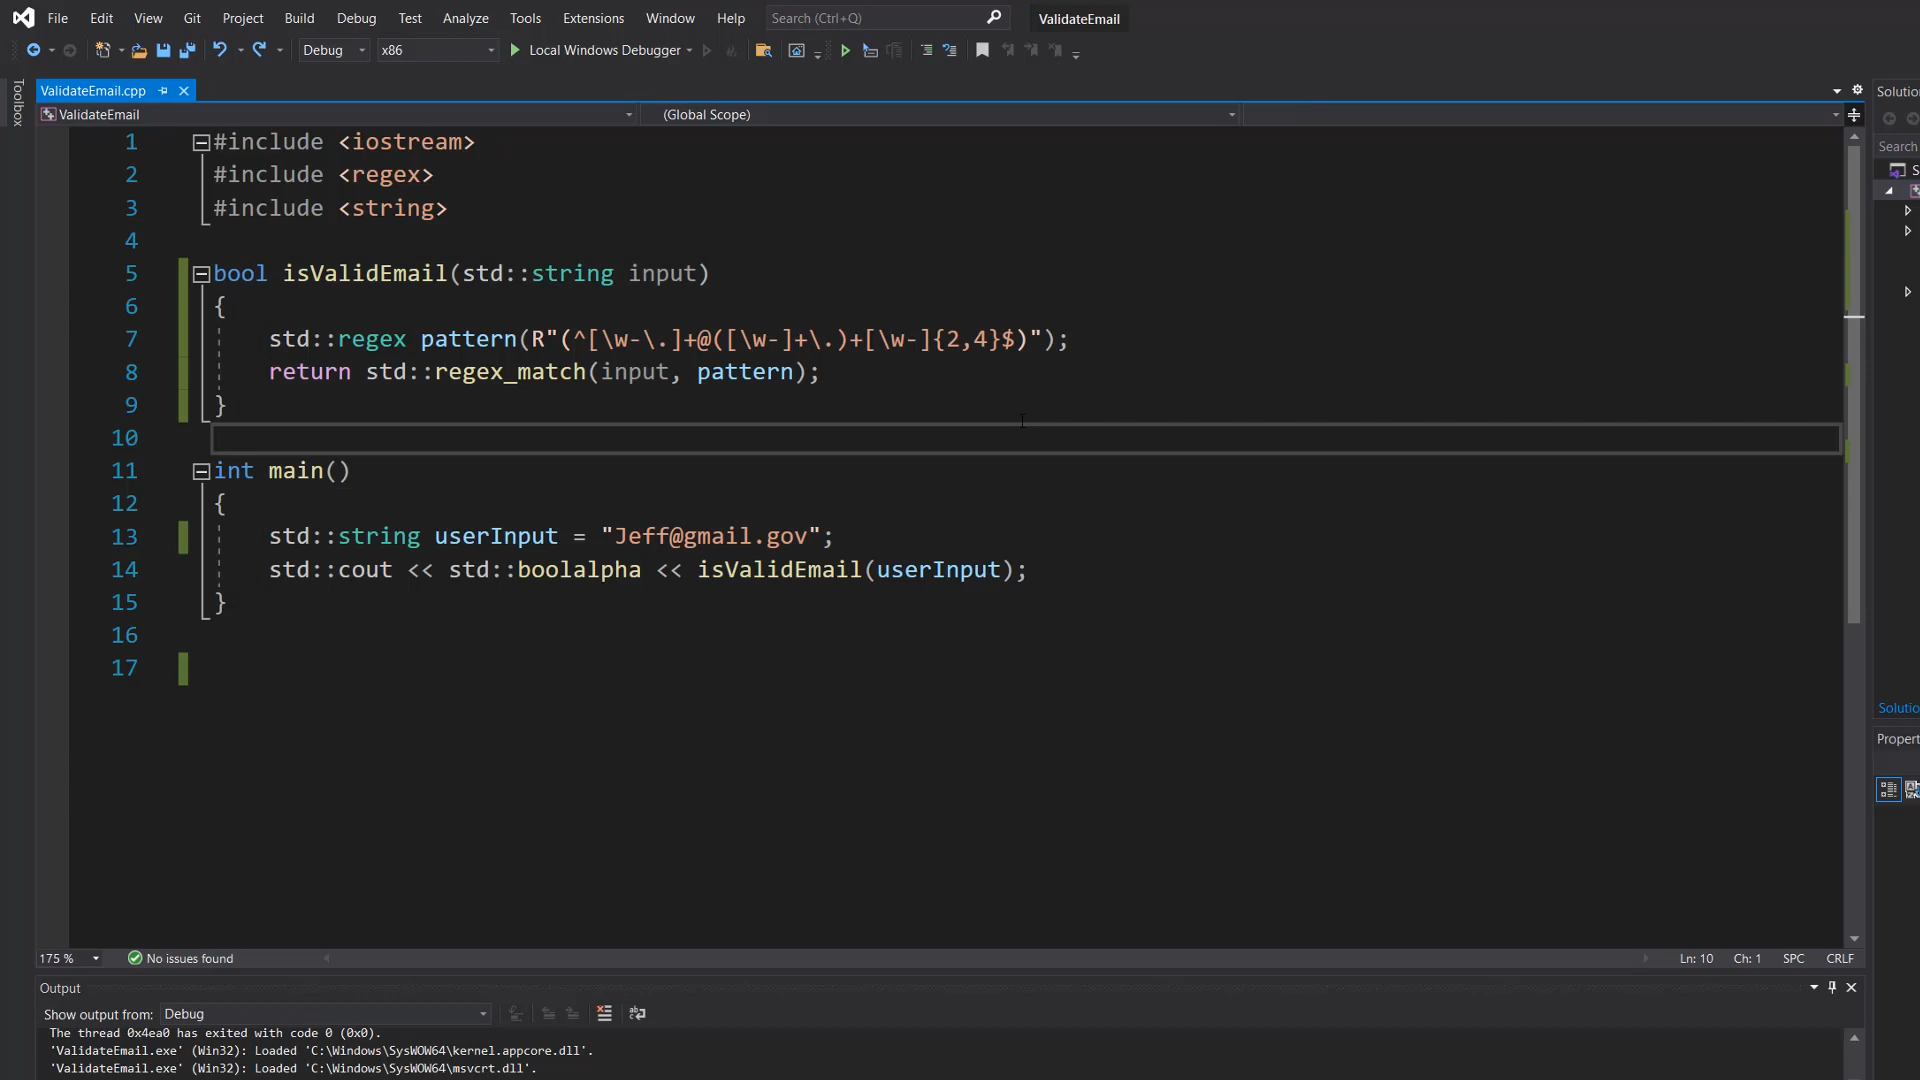 File Edit View Git Project Build Debug Test Analyze Tools Extensions Window Help Search (Ctrl+Q) ValidateEmail
Debug x86 Local Windows Debugger
Toolbox
ValidateEmail.cpp
Solution
ValidateEmail (Global Scope)
Search
1 #include <iostream>
2 #include <regex>
3 #include <string>
4
5 bool isValidEmail(std::string input)
6 {
7 std::regex pattern(R"(^[\w-\.]+@([\w-]+\.)+[\w-]{2,4}$)");
8 return std::regex_match(input, pattern);
9 }
10
11 int main()
12 {
13 std::string userInput = "Jeff@gmail.gov";
14 std::cout << std::boolalpha << isValidEmail(userInput);
15 }
16
17
Solutio
Propert
175 % No issues found Ln: 10 Ch: 1 SPC CRLF
Output
Show output from: Debug
The thread 0x4ea0 has exited with code 0 (0x0).
'ValidateEmail.exe' (Win32): Loaded 'C:\Windows\SysWOW64\kernel.appcore.dll'.
'ValidateEmail.exe' (Win32): Loaded 'C:\Windows\SysWOW64\msvcrt.dll'.